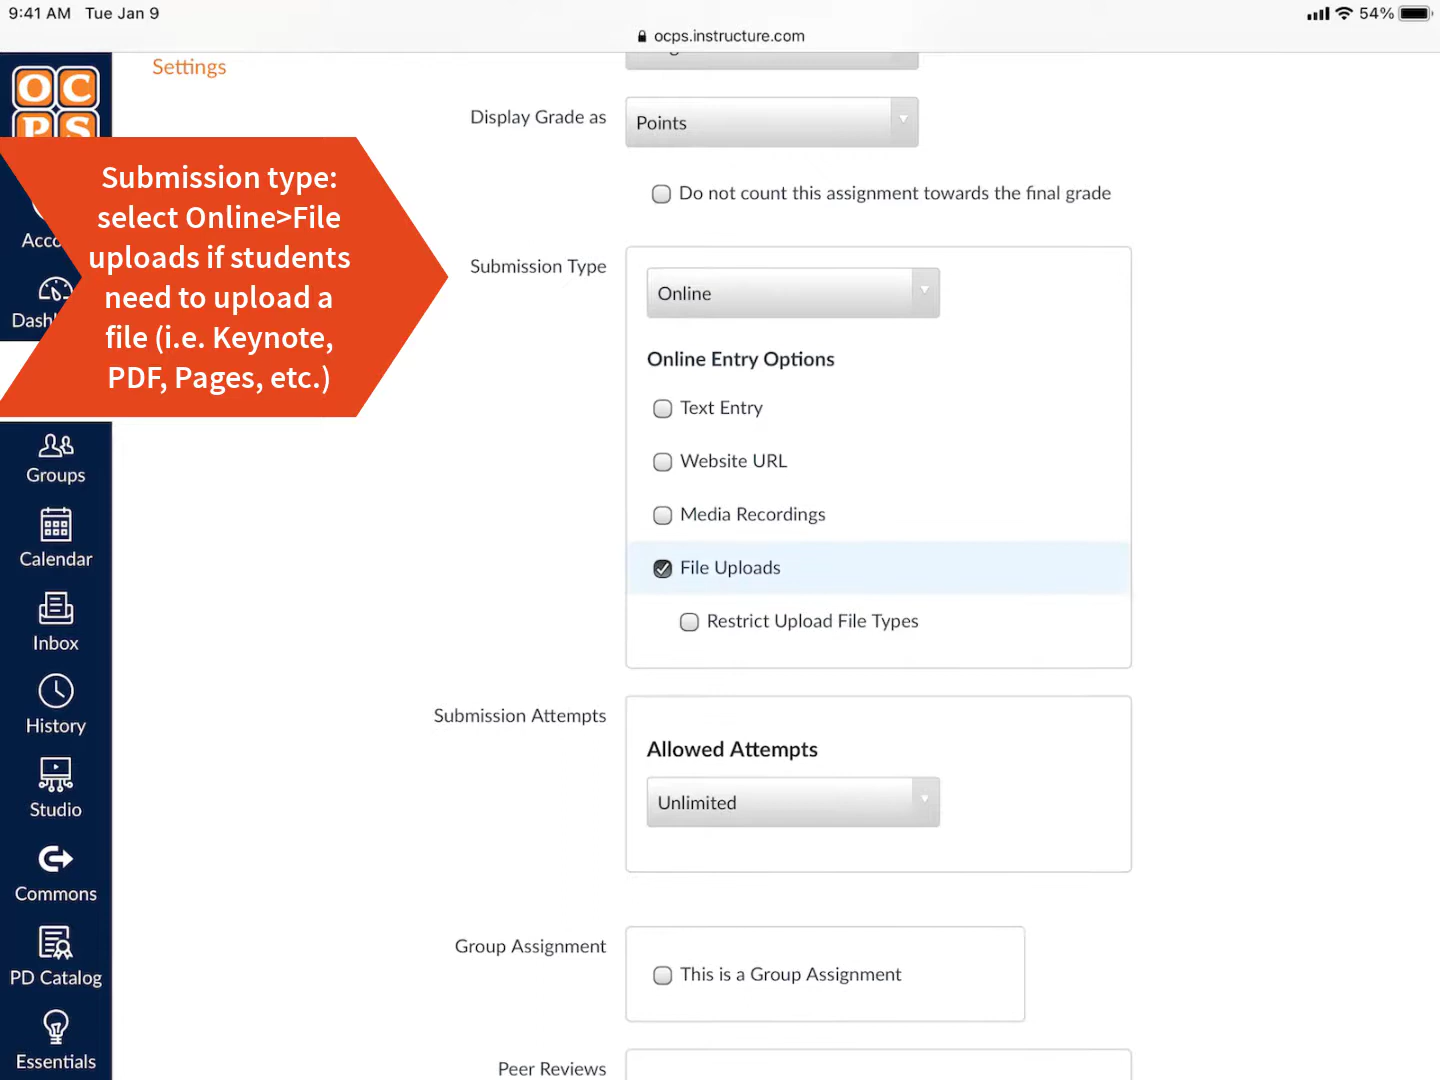 9:41 AM Tue Jan 9
54%
ocps.instructure.com
Settings
OC
PS
Display Grade as
Points
Do not count this assignment towards the final grade
Submission type:
select Online>File
uploads if students
need to upload a
file (i.e. Keynote,
PDF, Pages, etc.)
Submission Type
Online
Online Entry Options
Text Entry
Website URL
Media Recordings
File Uploads
Restrict Upload File Types
Submission Attempts
Allowed Attempts
Unlimited
Group Assignment
This is a Group Assignment
Peer Reviews
Groups
Calendar
Inbox
History
Studio
Commons
PD Catalog
Essentials